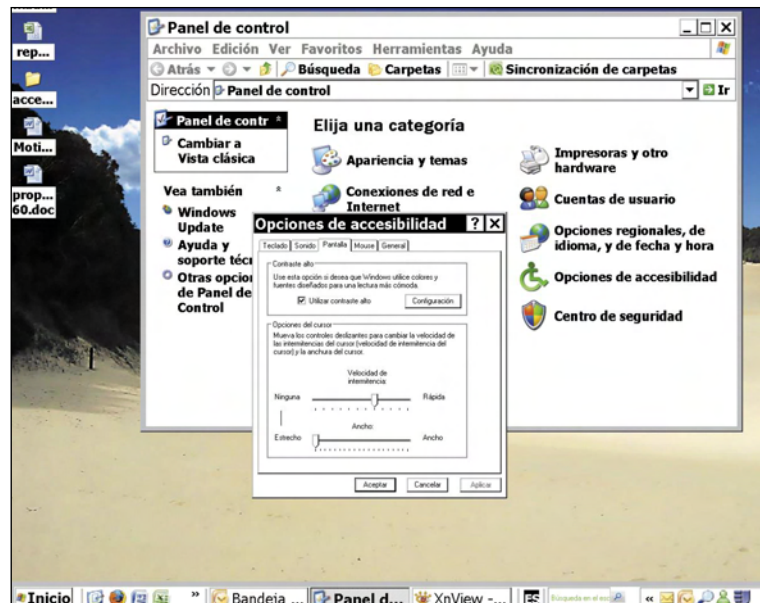 rep...
acce...
Moti...
prop...
60.doc
Panel de control
Archivo Edición Ver Favoritos Herramientas Ayuda
Atrás Búsqueda Carpetas Sincronización de carpetas
Dirección Panel de control Ir
Panel de contr
Cambiar a
Vista clásica
Vea también
Windows
Update
Ayuda y
soporte técn
Otras opcion
de Panel de
Control
Elija una categoría
Apariencia y temas
Impresoras y otro
hardware
Conexiones de red e
Internet
Cuentas de usuario
Opciones regionales, de
idioma, y de fecha y hora
Opciones de accesibilidad
Centro de seguridad
Opciones de accesibilidad ? X
Teclado Sonido Pantalla Mouse General
Contraste alto
Use esta opción si desea que Windows utilice colores y
fuentes diseñados para una lectura más cómoda.
Utilizar contraste alto Configuración
Opciones del cursor
Mueva los controles deslizantes para cambiar la velocidad de
las intermitencias del cursor (velocidad de intermitencia del
cursor) y la anchura del cursor.
Velocidad de
intermitencia:
Ninguna Rápida
Ancho:
Estrecho Ancho
Aceptar Cancelar Aplicar
Inicio » Bandeja ... Panel d... XnView -... ES Búsqueda en el esc «